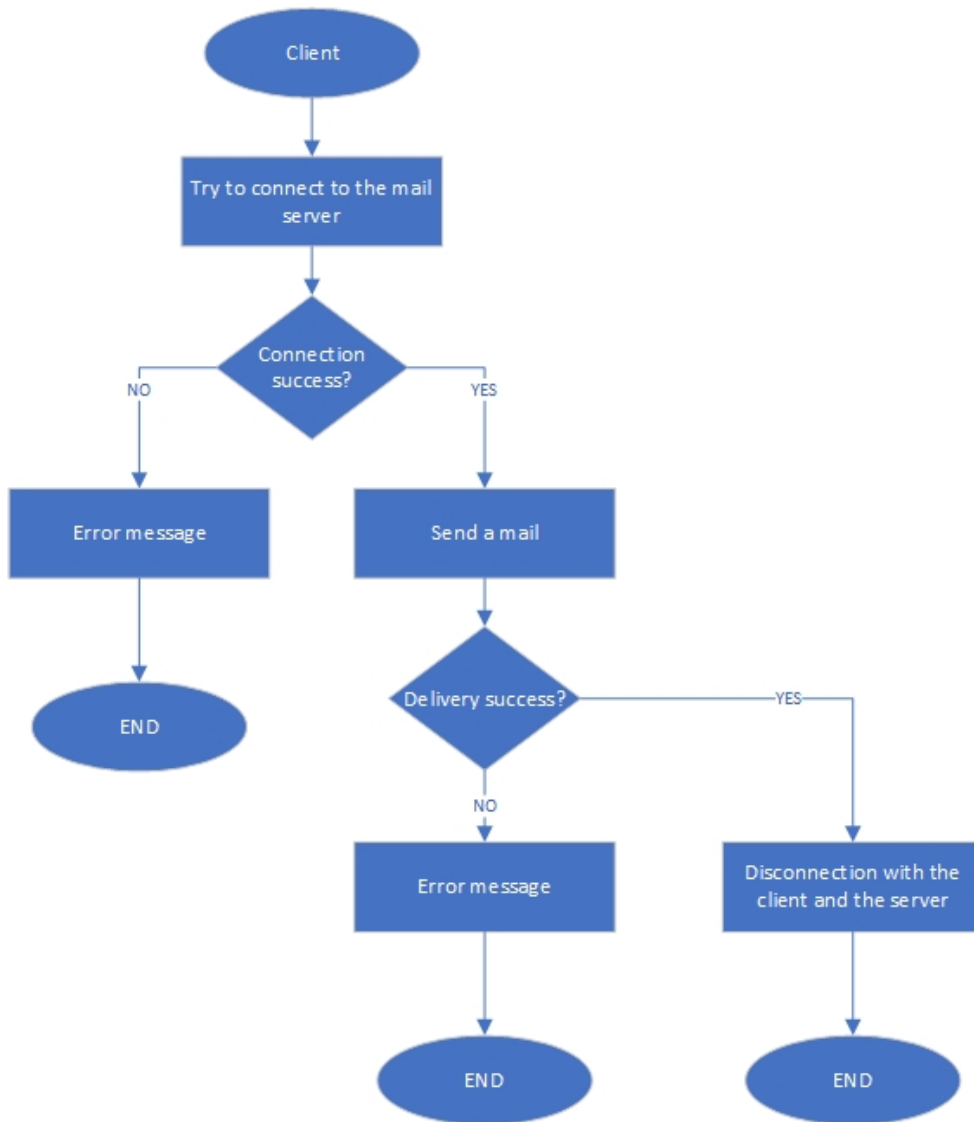 Client
Try to connect to the mail
server
Connection
success?
NO
YES
Error message
Send a mail
Delivery success?
END
YES
NO
Error message
Disconnection with the
client and the server
END
END